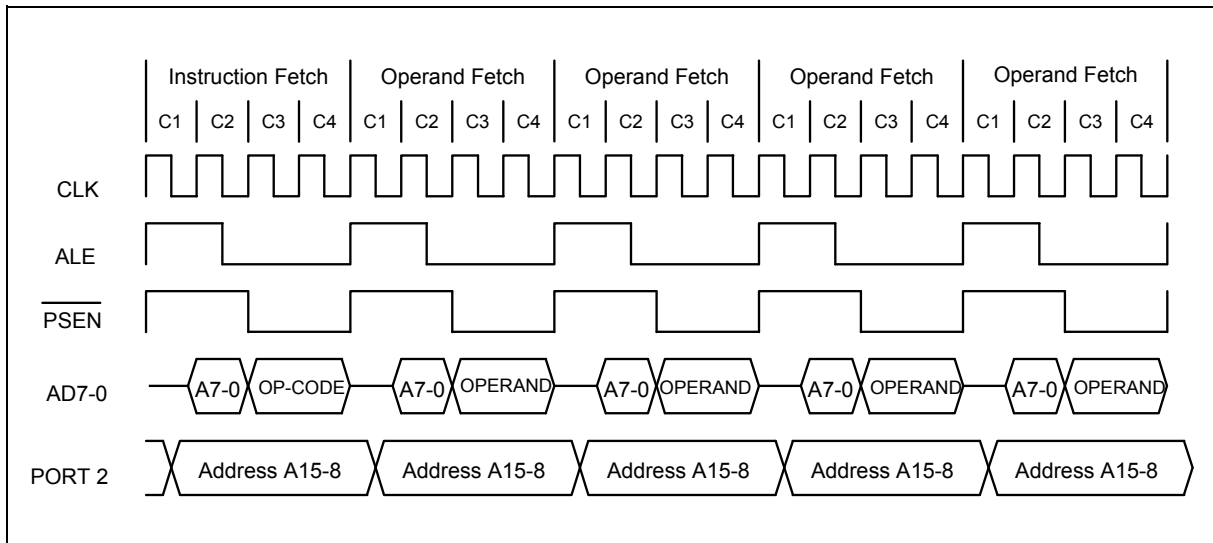 Instruction Fetch Operand Fetch Operand Fetch Operand Fetch Operand Fetch
C1 C2 C3 C4 C1 C2 C3 C4 C1 C2 C3 C4 C1 C2 C3 C4 C1 C2 C3 C4
CLK
ALE
PSEN
AD7-0 A7-0 OP-CODE A7-0 OPERAND A7-0 OPERAND A7-0 OPERAND A7-0 OPERAND
PORT 2 Address A15-8 Address A15-8 Address A15-8 Address A15-8 Address A15-8